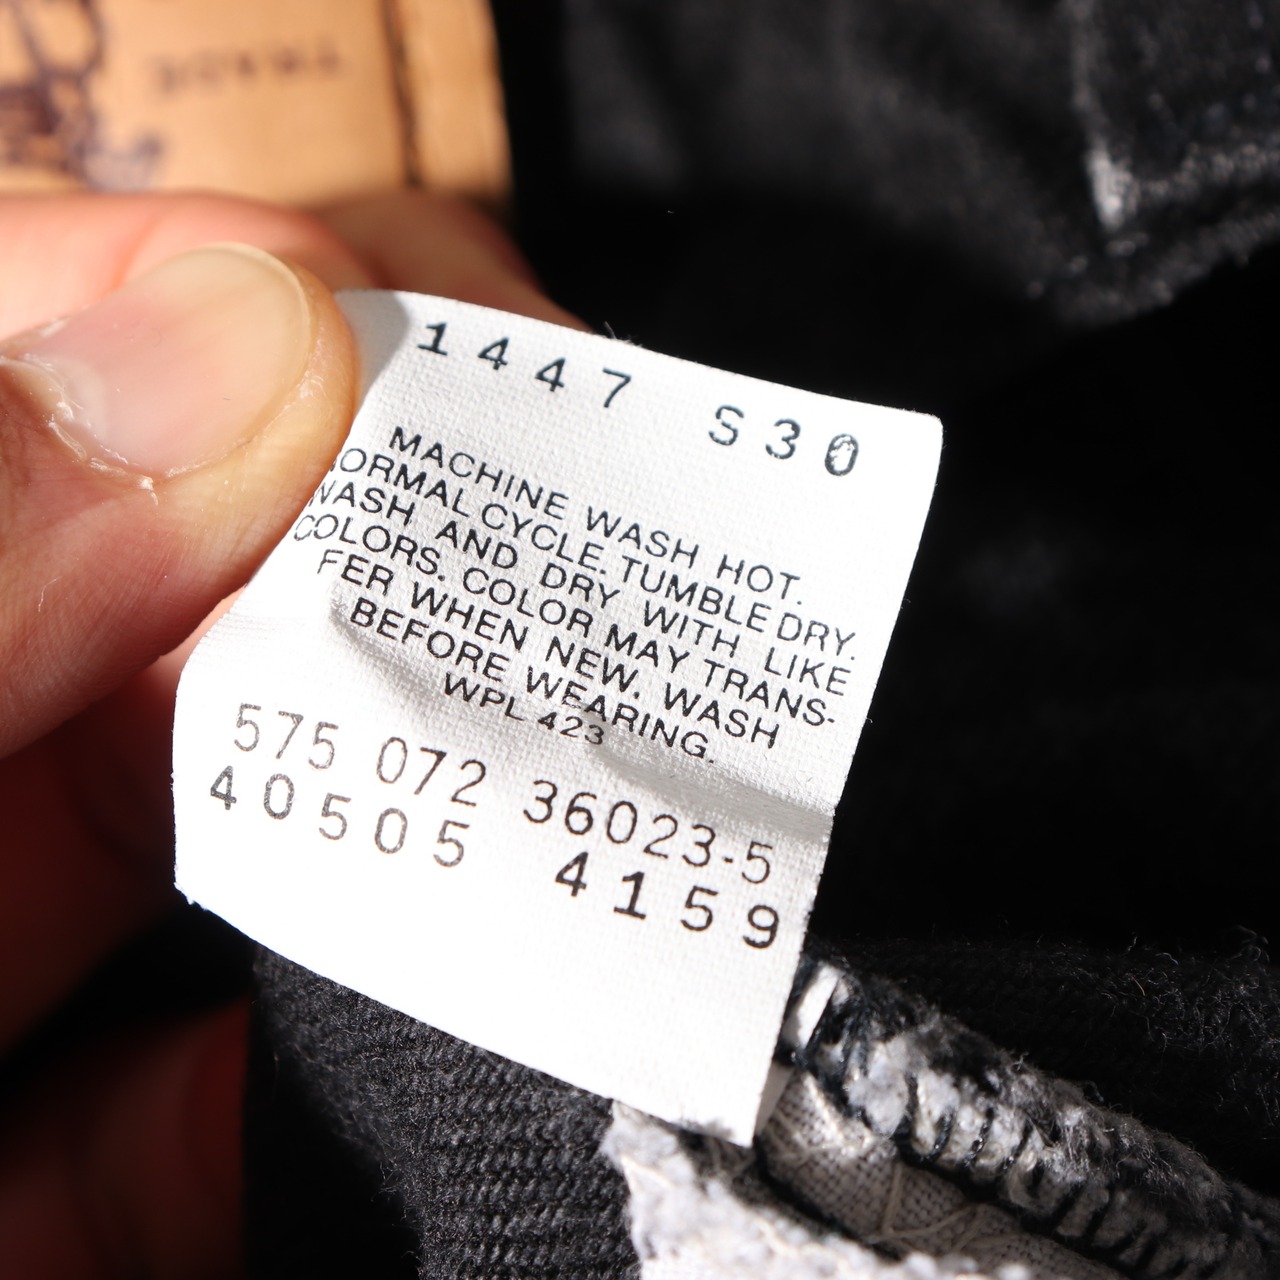 TRADE
1447 S30
MACHINE WASH HOT.
NORMAL CYCLE. TUMBLE DRY.
WASH AND DRY WITH LIKE
COLORS. COLOR MAY TRANS-
FER WHEN NEW. WASH
BEFORE WEARING.
WPL 423
575 072 36023-5
40505 4159